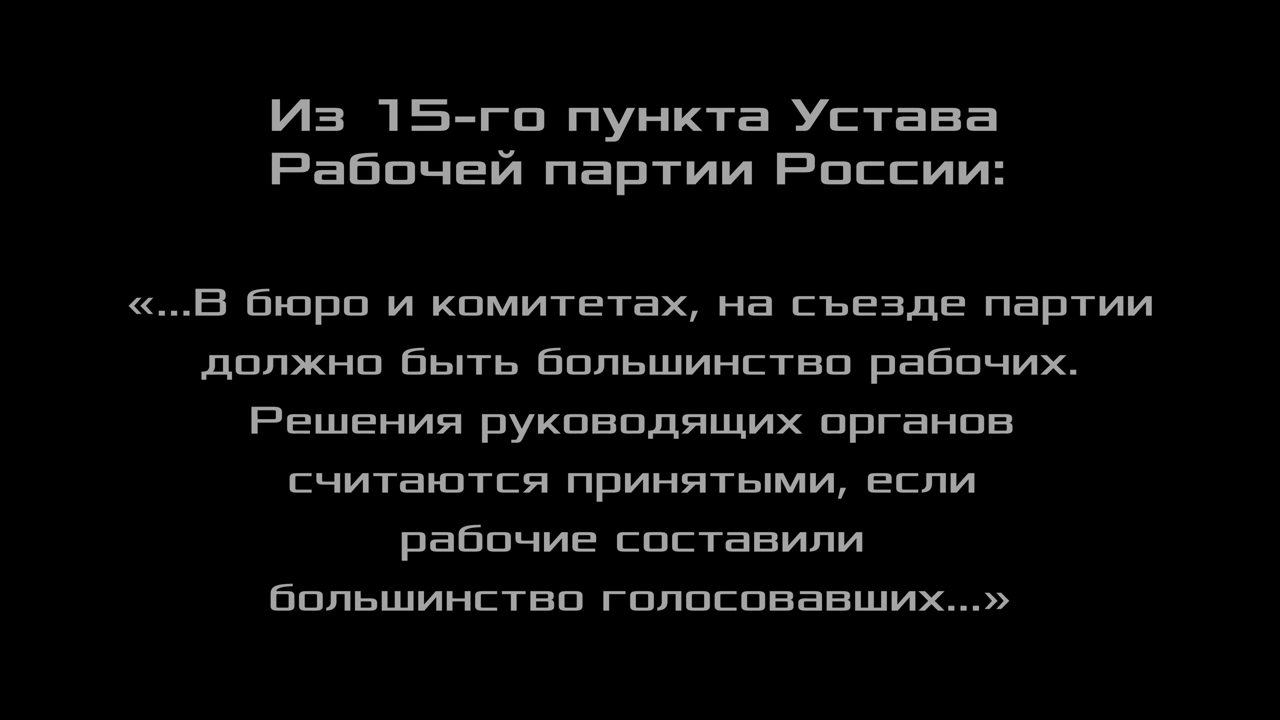 Из 15-го пункта Устава
Рабочей партии России:
«...В бюро и комитетах, на съезде партии
должно быть большинство рабочих.
Решения руководящих органов
считаются принятыми, если
рабочие составили
большинство голосовавших...»